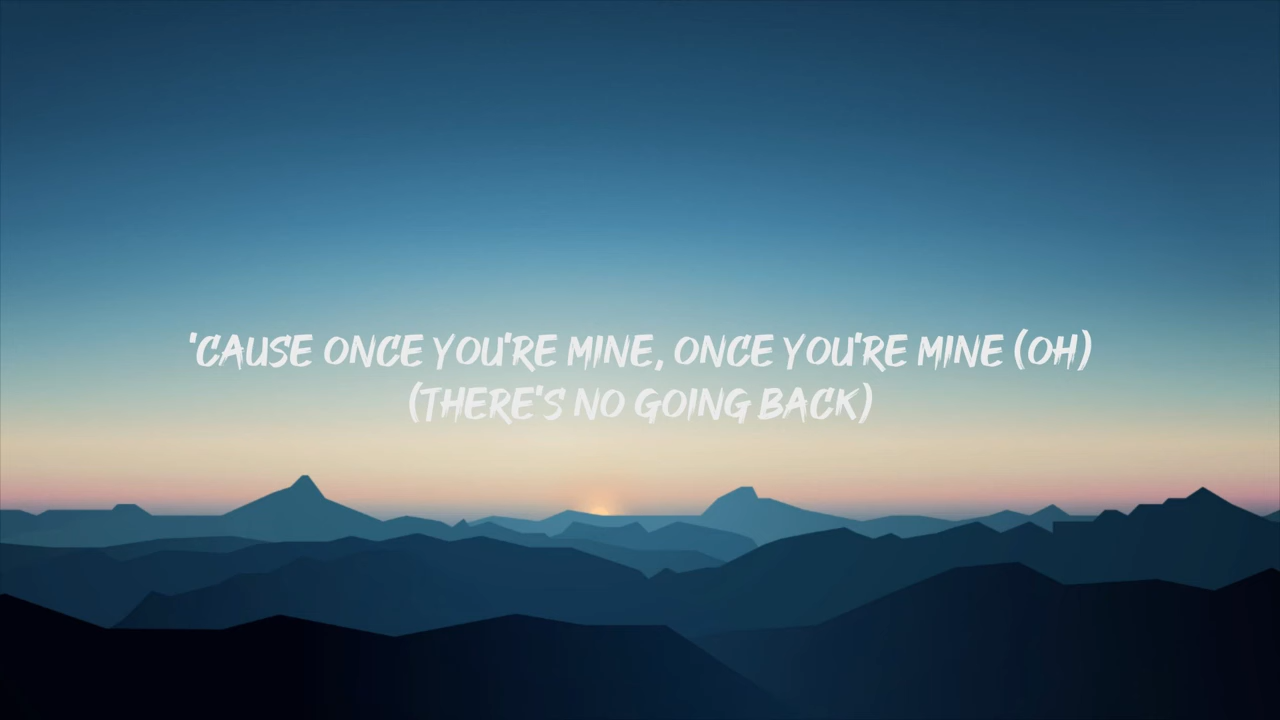 'CAUSE ONCE YOU'RE MINE, ONCE YOU'RE MINE (OH)
(THERE'S NO GOING BACK)